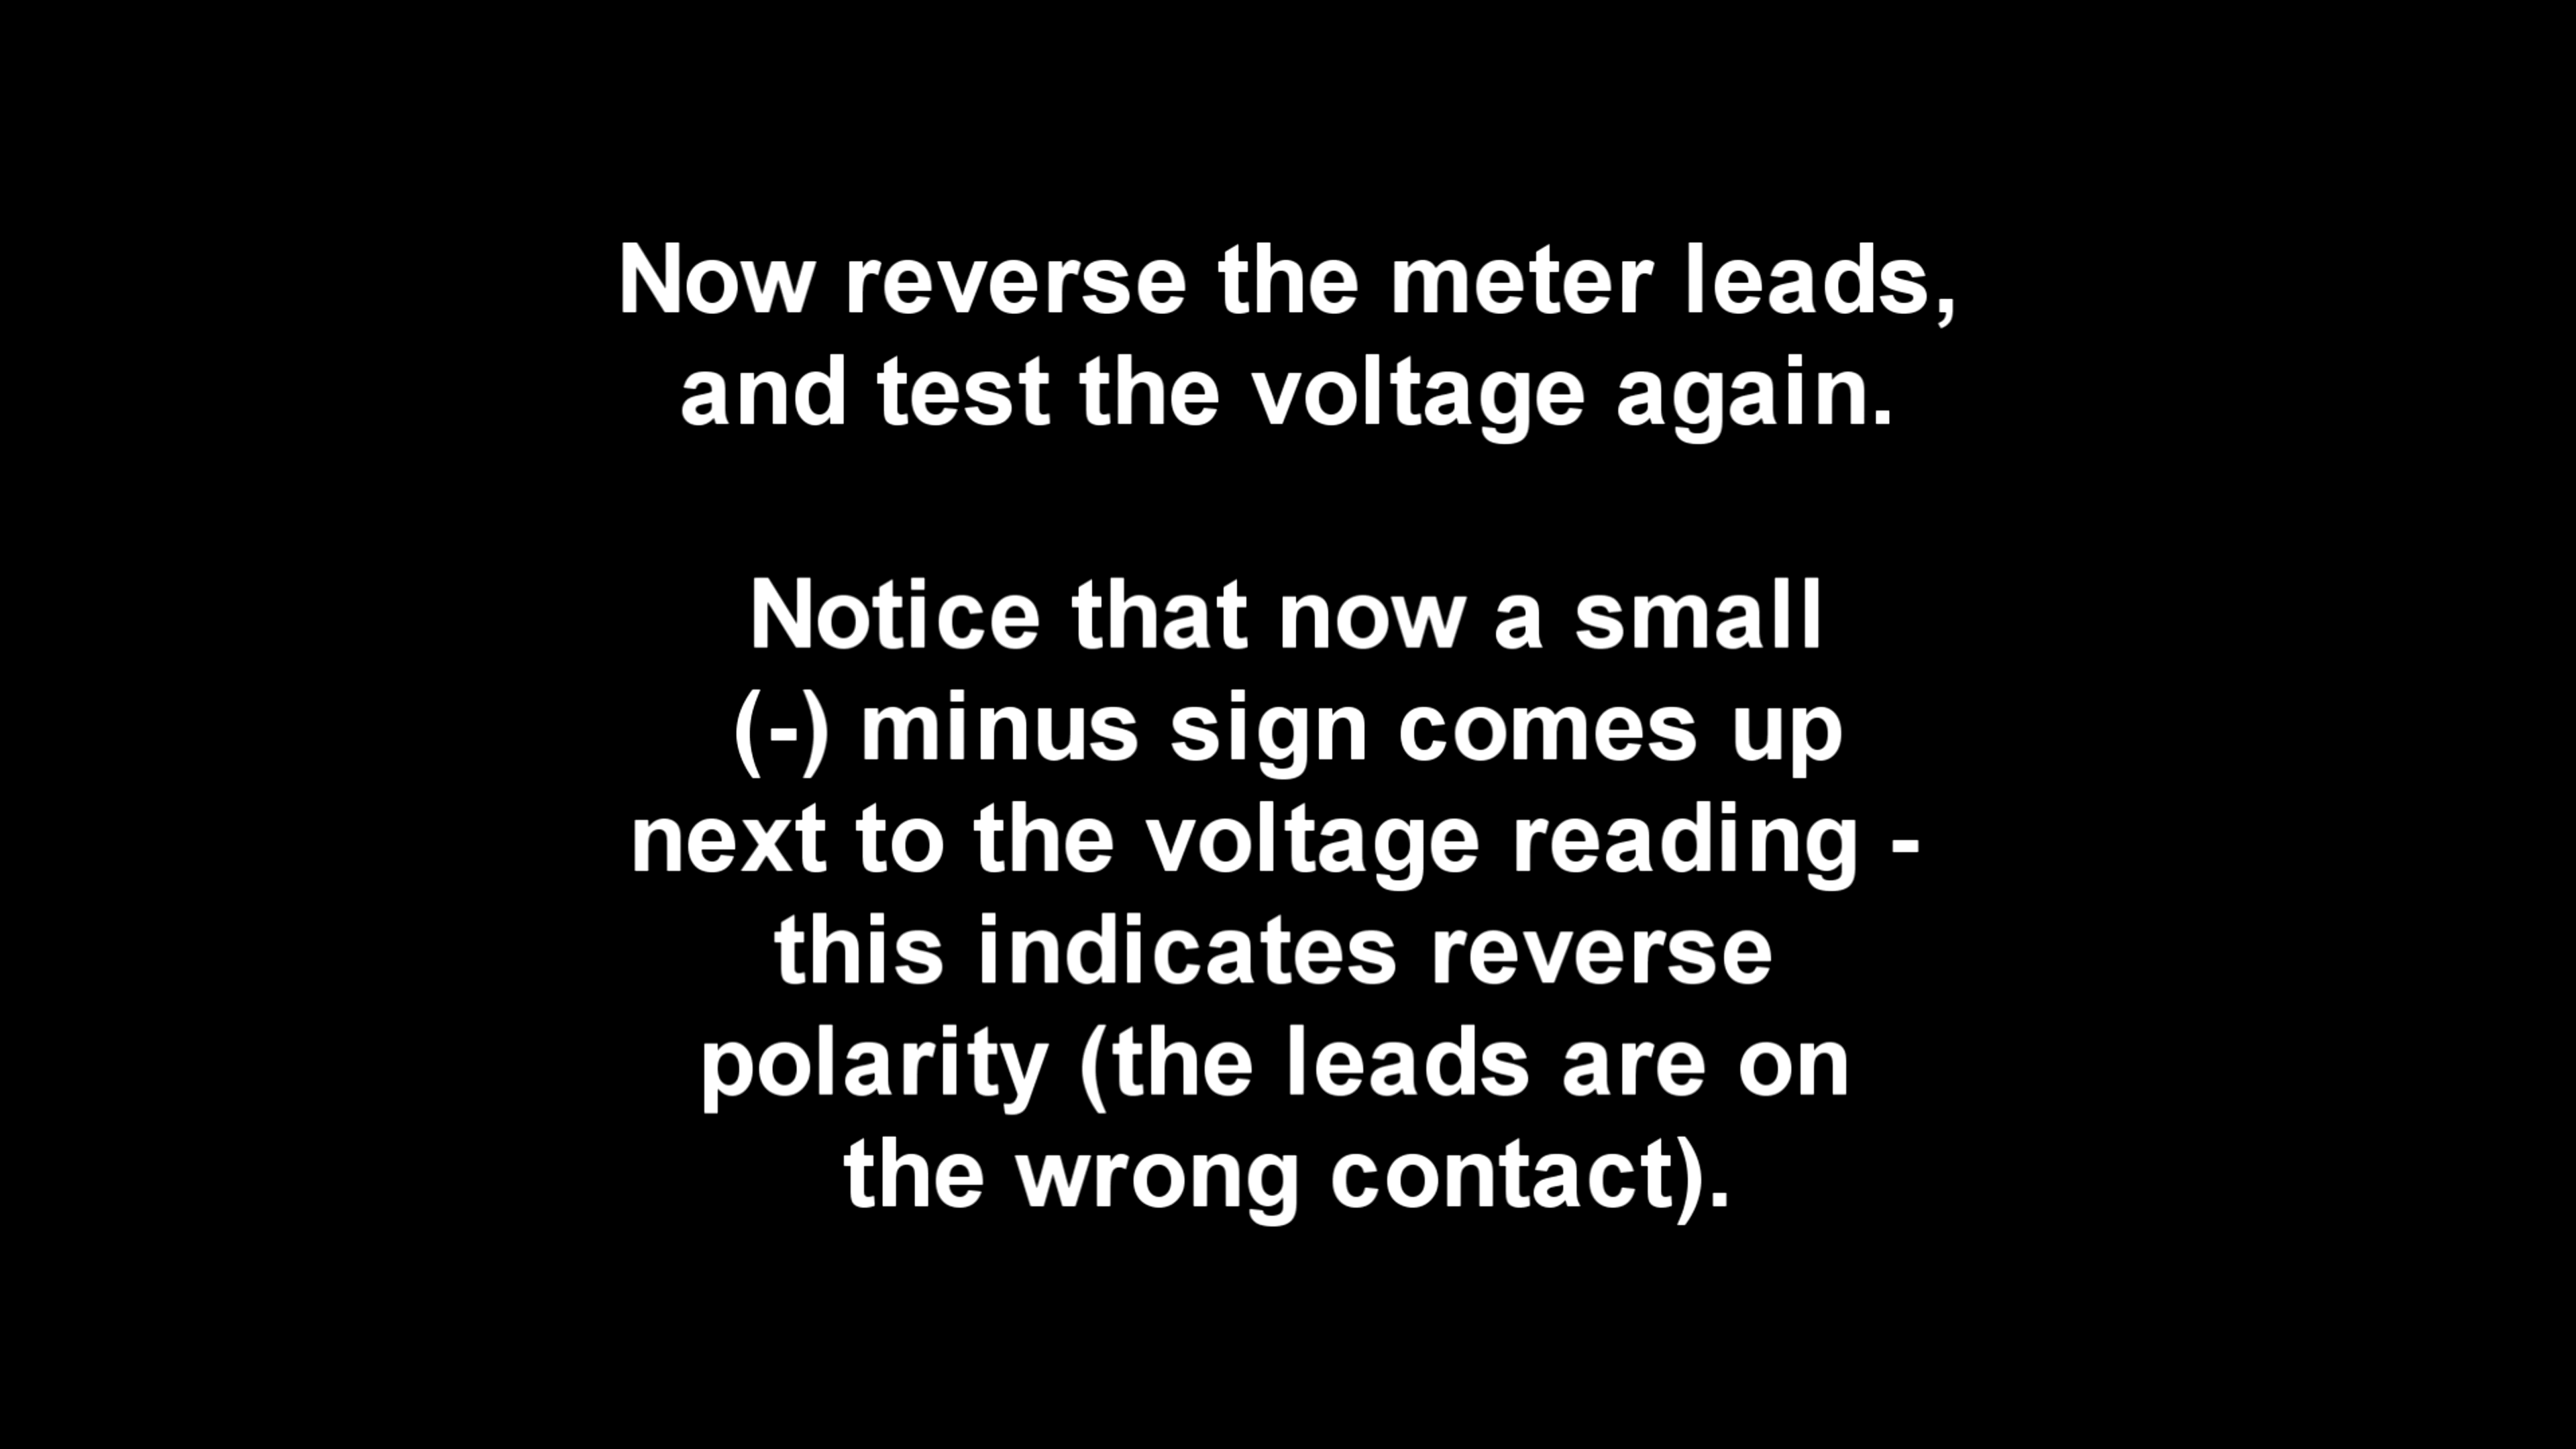 Now reverse the meter leads,
and test the voltage again.
Notice that now a small
(-) minus sign comes up
next to the voltage reading -
this indicates reverse
polarity (the leads are on
the wrong contact).